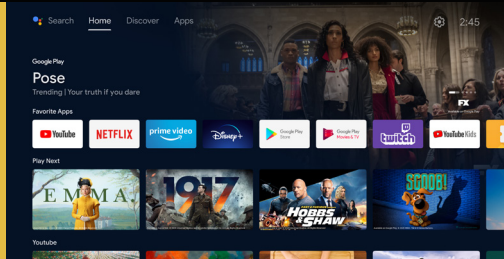 Search Home Discover Apps 2:45
Google Play
Pose
Trending | Your truth if you dare
FX
Favorite Apps
YouTube NETFLIX prime video Disney+ Google Play Store Google Play Movies & TV twitch YouTube Kids
Play Next
EMMA. 1917 HOBBS & SHAW SCOOB!
Youtube